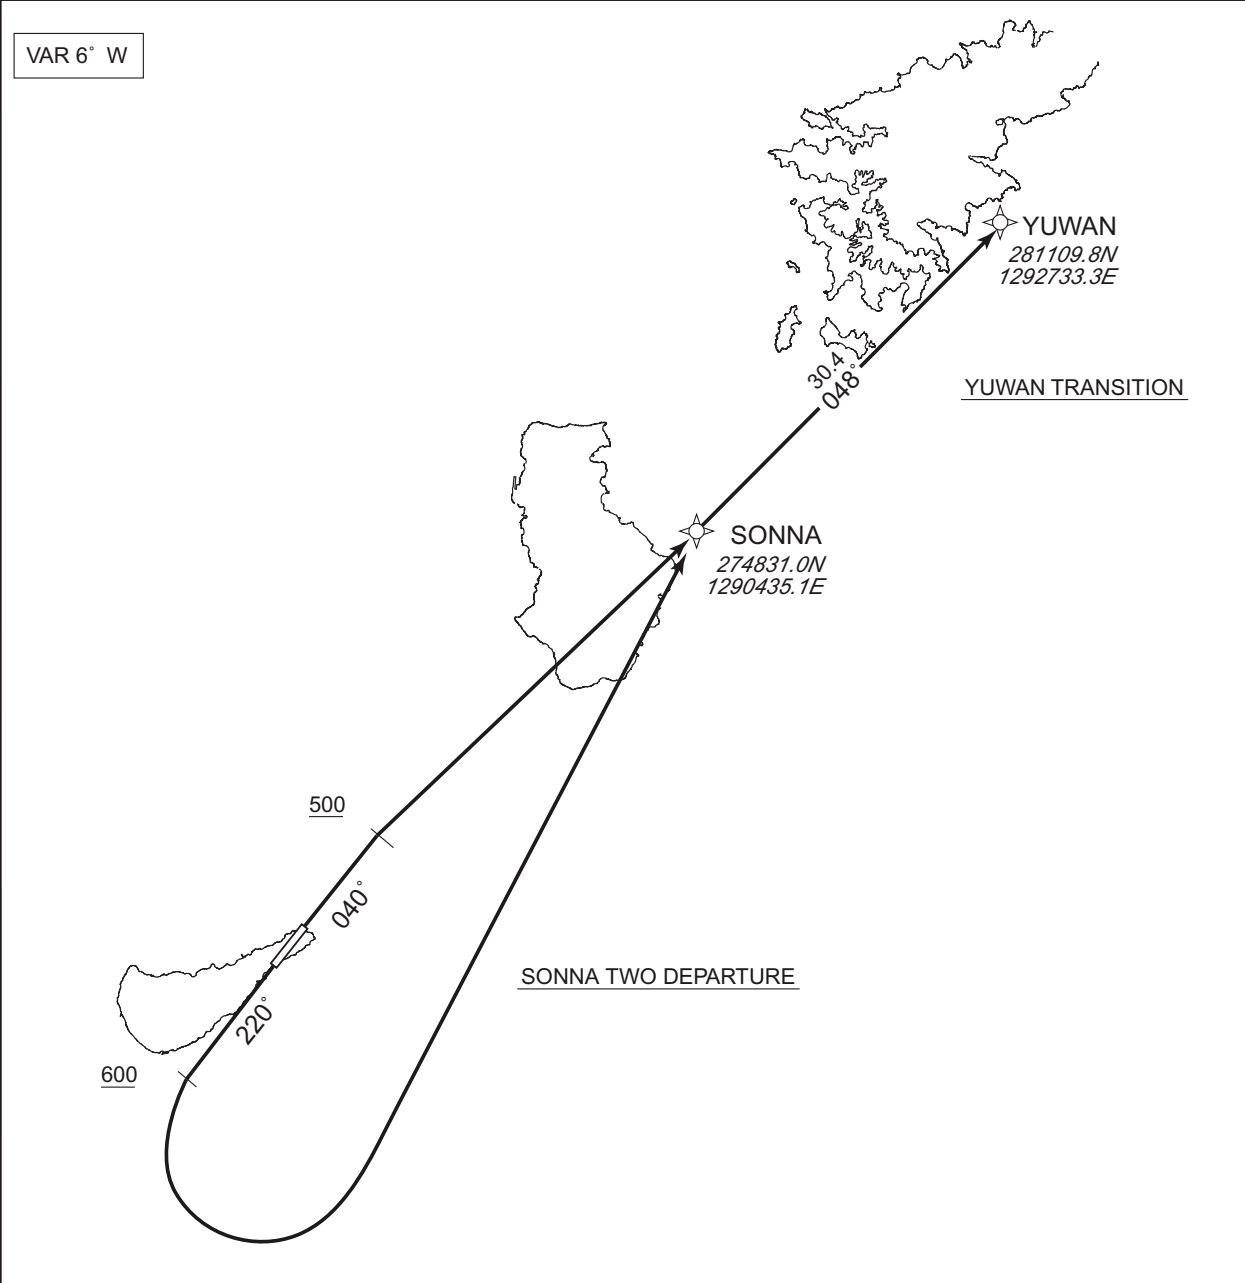 VAR 6° W
YUWAN
281109.8N
1292733.3E
30.4
048°
YUWAN TRANSITION
SONNA
274831.0N
1290435.1E
500
040°
SONNA TWO DEPARTURE
220°
600